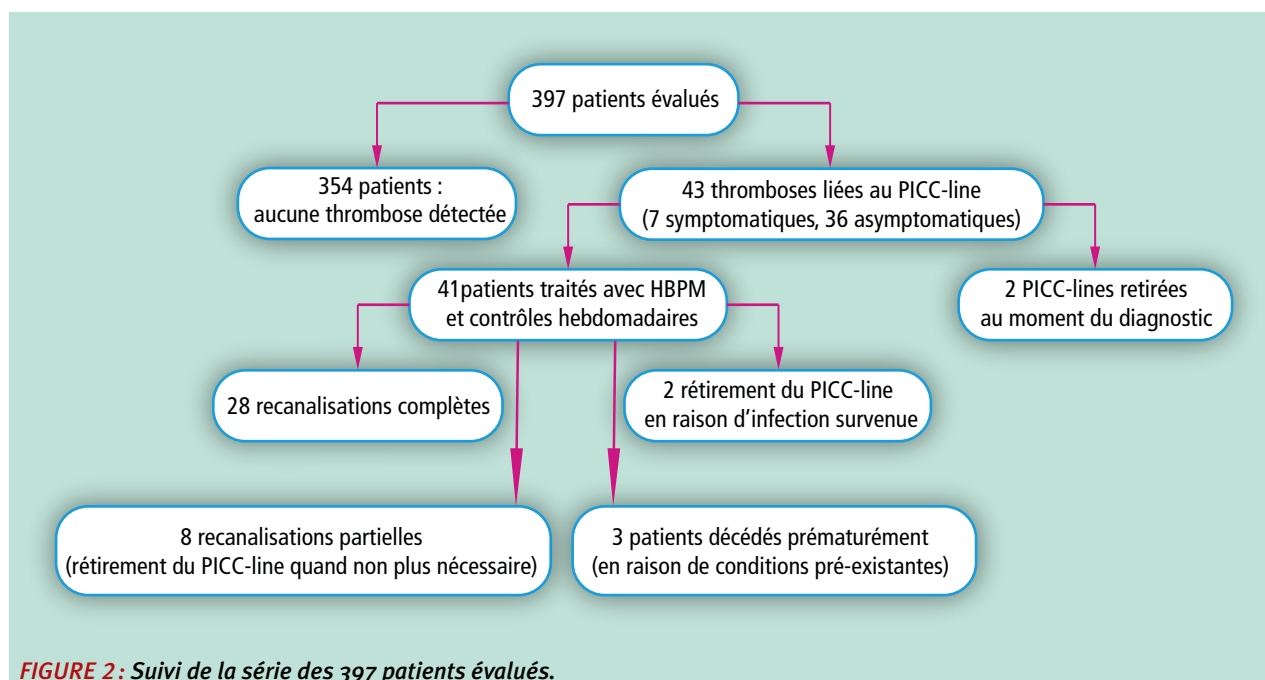 397 patients évalués
354 patients :
aucune thrombose détectée
43 thromboses liées au PICC-line
(7 symptomatiques, 36 asymptomatiques)
41patients traités avec HBPM
et contrôles hebdomadaires
2 PICC-lines retirées
au moment du diagnostic
28 recanalisations complètes
2 rétirement du PICC-line
en raison d'infection survenue
8 recanalisations partielles
(rétirement du PICC-line quand non plus nécessaire)
3 patients décédés prématurément
(en raison de conditions pré-existantes)
FIGURE 2 : Suivi de la série des 397 patients évalués.